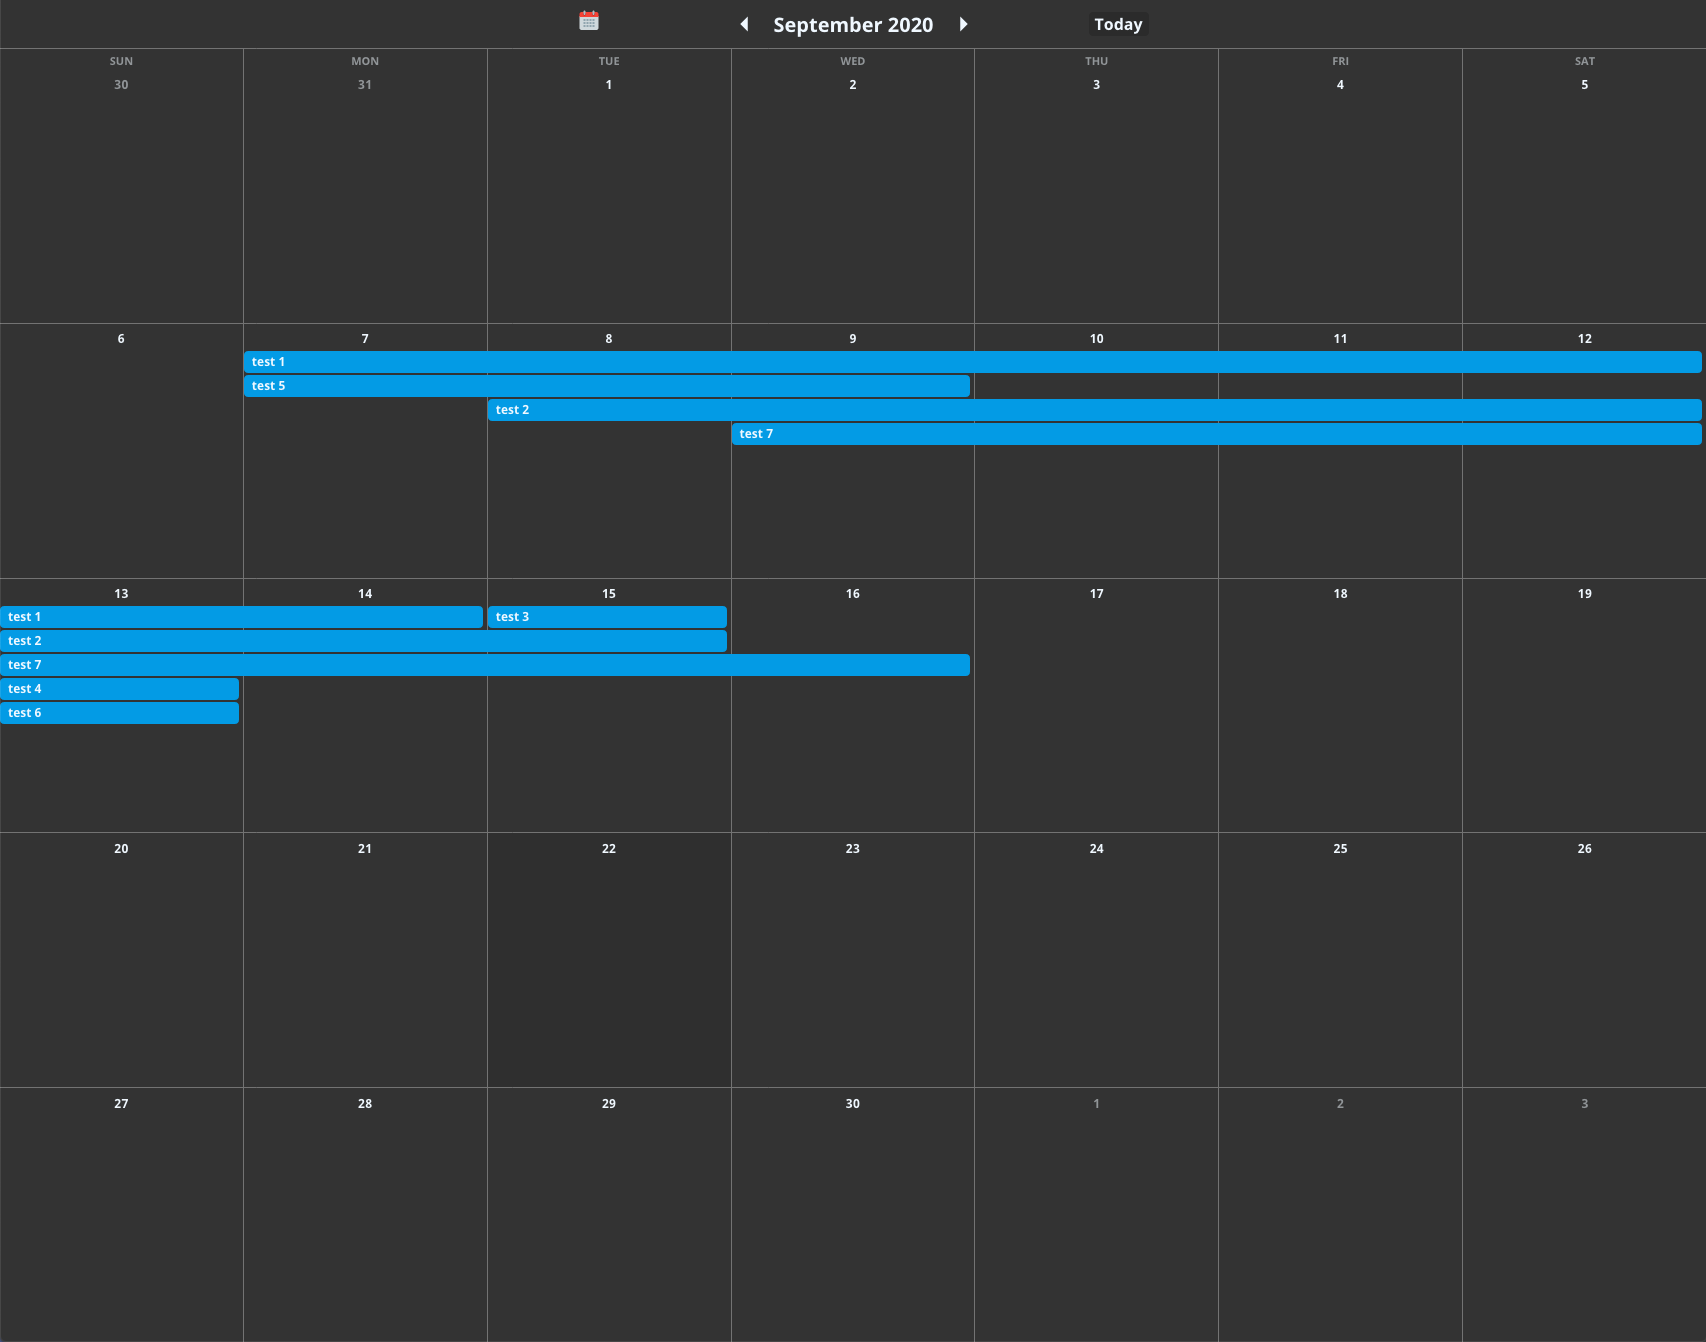 September 2020 Today
SUN MON TUE WED THU FRI SAT
30 31 1 2 3 4 5
6 7 8 9 10 11 12
test 1
test 5
test 2
test 7
13 14 15 16 17 18 19
test 1 test 3
test 2
test 7
test 4
test 6
20 21 22 23 24 25 26
27 28 29 30 1 2 3